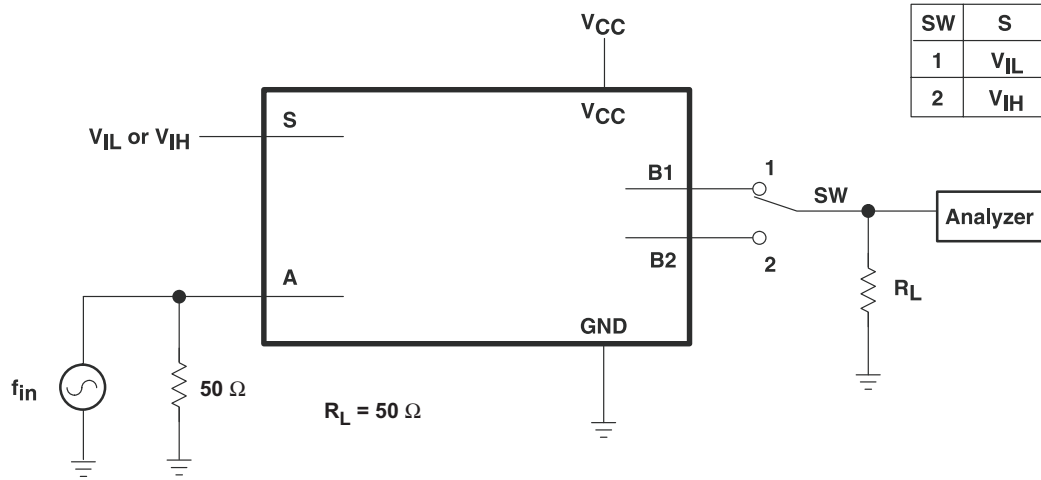 VCC
SW S
1 VIL
2 VIH
S
VCC
VIL or VIH
B1
1
SW
Analyzer
B2
2
A
RL
GND
fin
50 Ω
RL = 50 Ω